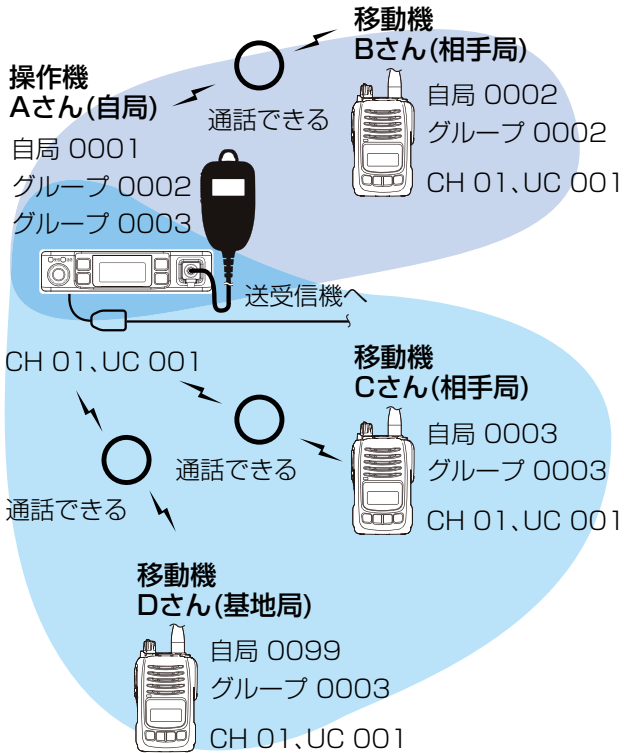 移動機
Bさん(相手局)
自局 0002
グループ 0002
CH 01、UC 001
操作機
Aさん(自局)
自局 0001
グループ 0002
グループ 0003
通話できる
送受信機へ
CH 01、UC 001
移動機
Cさん(相手局)
自局 0003
グループ 0003
CH 01、UC 001
通話できる
通話できる
移動機
Dさん(基地局)
自局 0099
グループ 0003
CH 01、UC 001